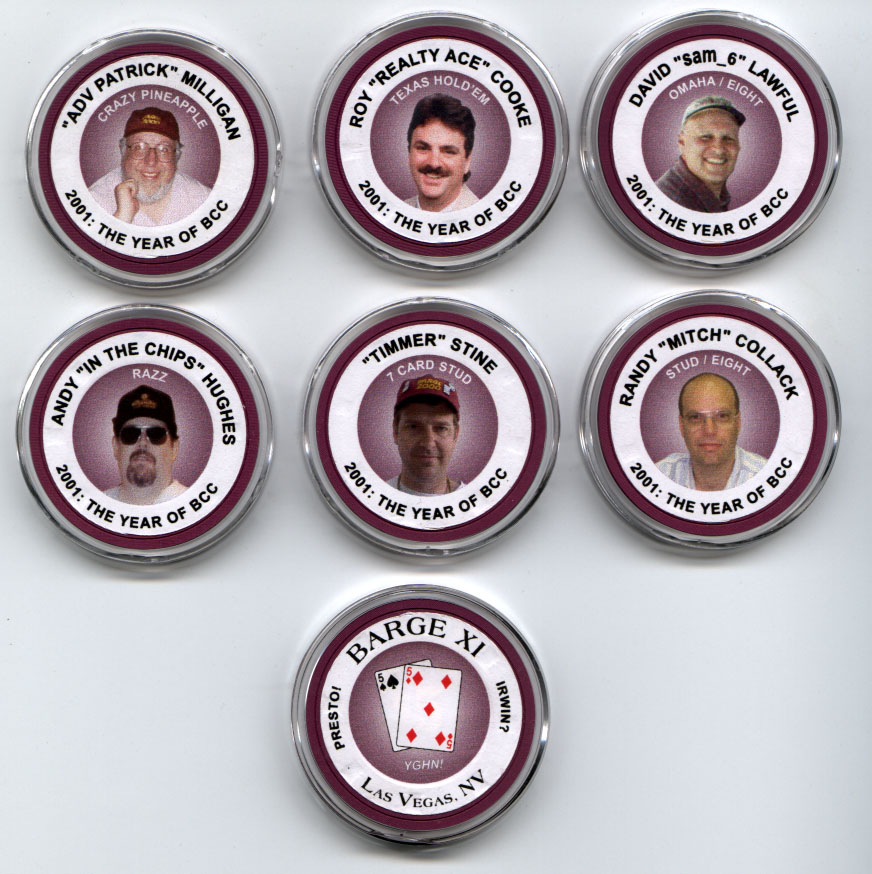 "ADV PATRICK" MILLIGAN
CRAZY PINEAPPLE
2001: THE YEAR OF BCC
ROY "REALTY ACE" COOKE
TEXAS HOLD'EM
2001: THE YEAR OF BCC
DAVID "sam_6" LAWFUL
OMAHA / EIGHT
2001: THE YEAR OF BCC
ANDY "IN THE CHIPS" HUGHES
RAZZ
2001: THE YEAR OF BCC
"TIMMER" STINE
7 CARD STUD
2001: THE YEAR OF BCC
RANDY "MITCH" COLLACK
STUD / EIGHT
2001: THE YEAR OF BCC
BARGE XI
PRESTO!
5
5
5
IRWIN?
YGHN!
LAS VEGAS, NV